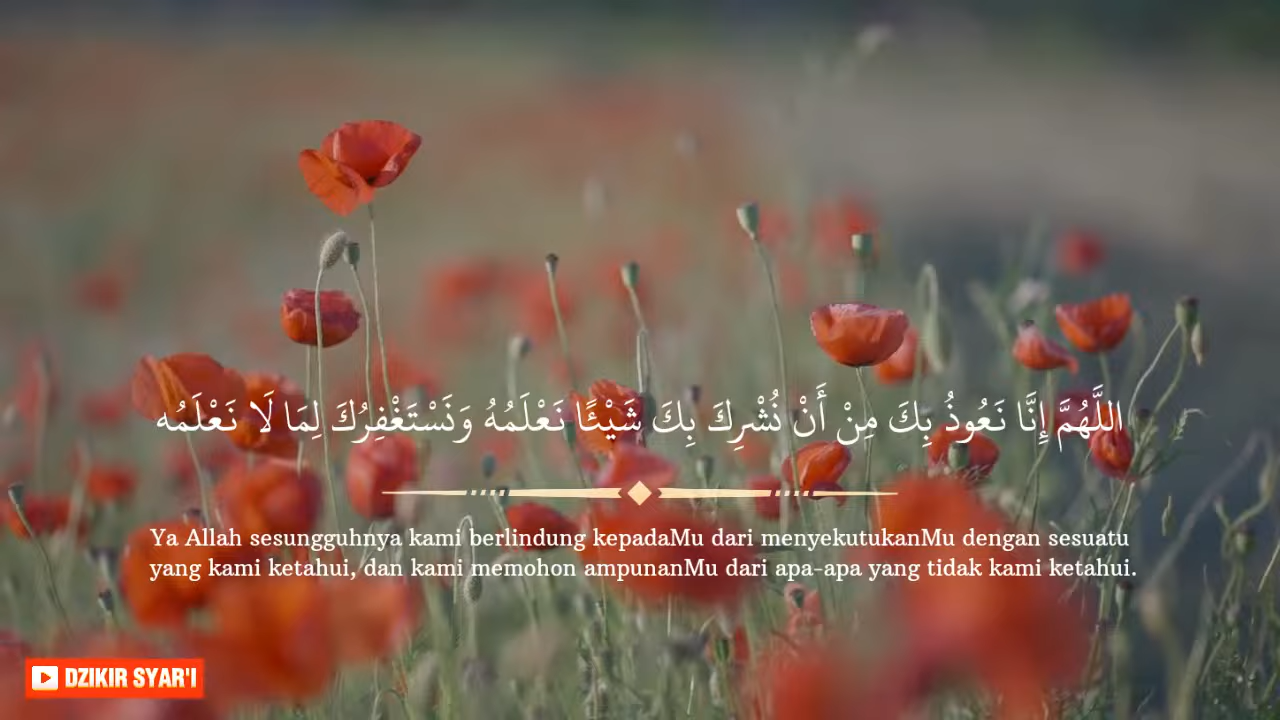 اللَّهُمَّ إِنَّا نَعُوذُ بِكَ مِنْ أَنْ نُشْرِكَ بِكَ شَيْئًا نَعْلَمُهُ وَنَسْتَغْفِرُكَ لِمَا لَا نَعْلَمُه
Ya Allah sesungguhnya kami berlindung kepadaMu dari menyekutukanMu dengan sesuatu
yang kami ketahui, dan kami memohon ampunanMu dari apa-apa yang tidak kami ketahui.
DZIKIR SYAR'I